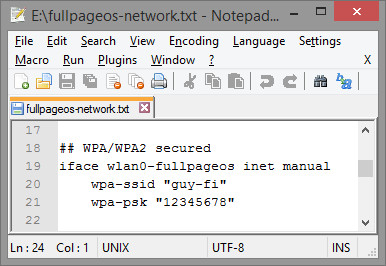 E:\fullpageos-network.txt - Notepad...
File Edit Search View Encoding Language Settings
Macro Run Plugins Window ? X
fullpageos-network.txt
17
18 ## WPA/WPA2 secured
19 iface wlan0-fullpageos inet manual
20 wpa-ssid "guy-fi"
21 wpa-psk "12345678"
22
Ln : 24 Col : 1 UNIX UTF-8 INS